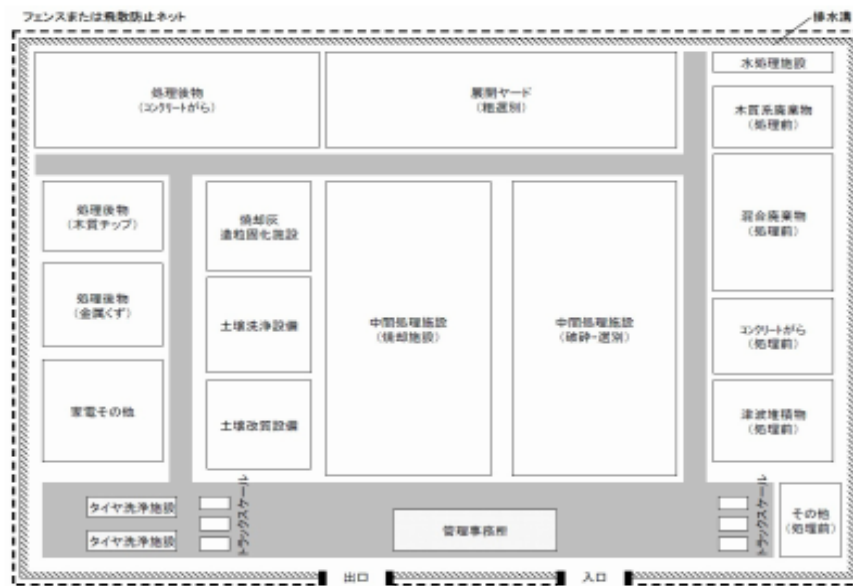 フェンスまたは飛散防止ネット
排水溝
処理後物
(コンクリートがら)
展開ヤード
(粗選別)
水処理施設
木質系廃棄物
(処理前)
処理後物
(木質チップ)
焼却灰
造粒固化施設
混合廃棄物
(処理前)
処理後物
(金属くず)
土壌洗浄設備
中間処理施設
(焼却施設)
中間処理施設
(破砕・選別)
コンクリートがら
(処理前)
家電その他
土壌改質設備
津波堆積物
(処理前)
タイヤ洗浄施設
タイヤ洗浄施設
トラックスケール
管理事務所
トラックスケール
その他
(処理前)
出口
入口